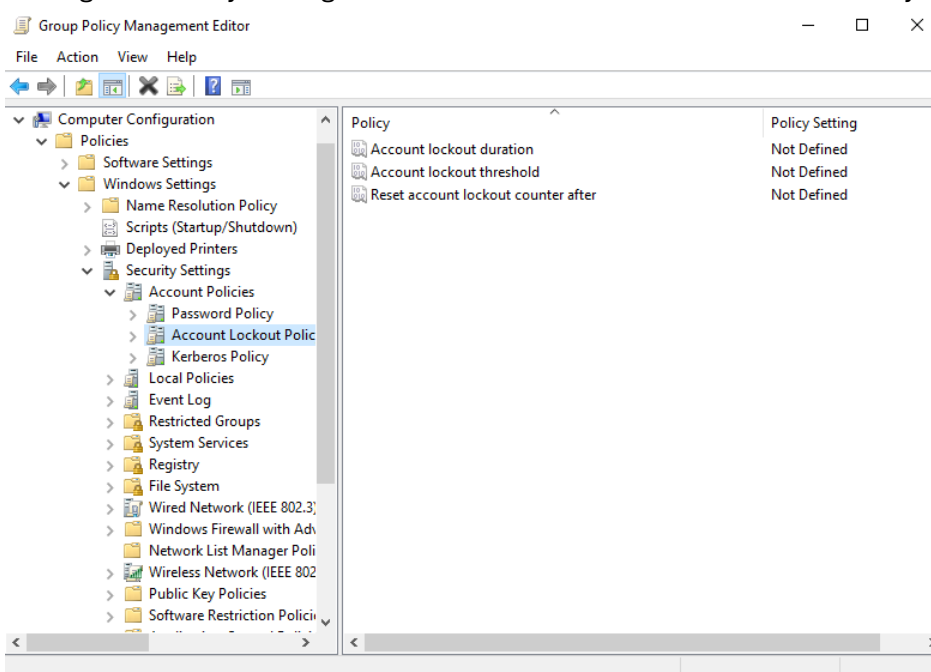 Group Policy Management Editor
File Action View Help
Computer Configuration
Policies
Software Settings
Windows Settings
Name Resolution Policy
Scripts (Startup/Shutdown)
Deployed Printers
Security Settings
Account Policies
Password Policy
Account Lockout Polic
Kerberos Policy
Local Policies
Event Log
Restricted Groups
System Services
Registry
File System
Wired Network (IEEE 802.3)
Windows Firewall with Adv
Network List Manager Poli
Wireless Network (IEEE 802
Public Key Policies
Software Restriction Polici
Policy Policy Setting
Account lockout duration Not Defined
Account lockout threshold Not Defined
Reset account lockout counter after Not Defined